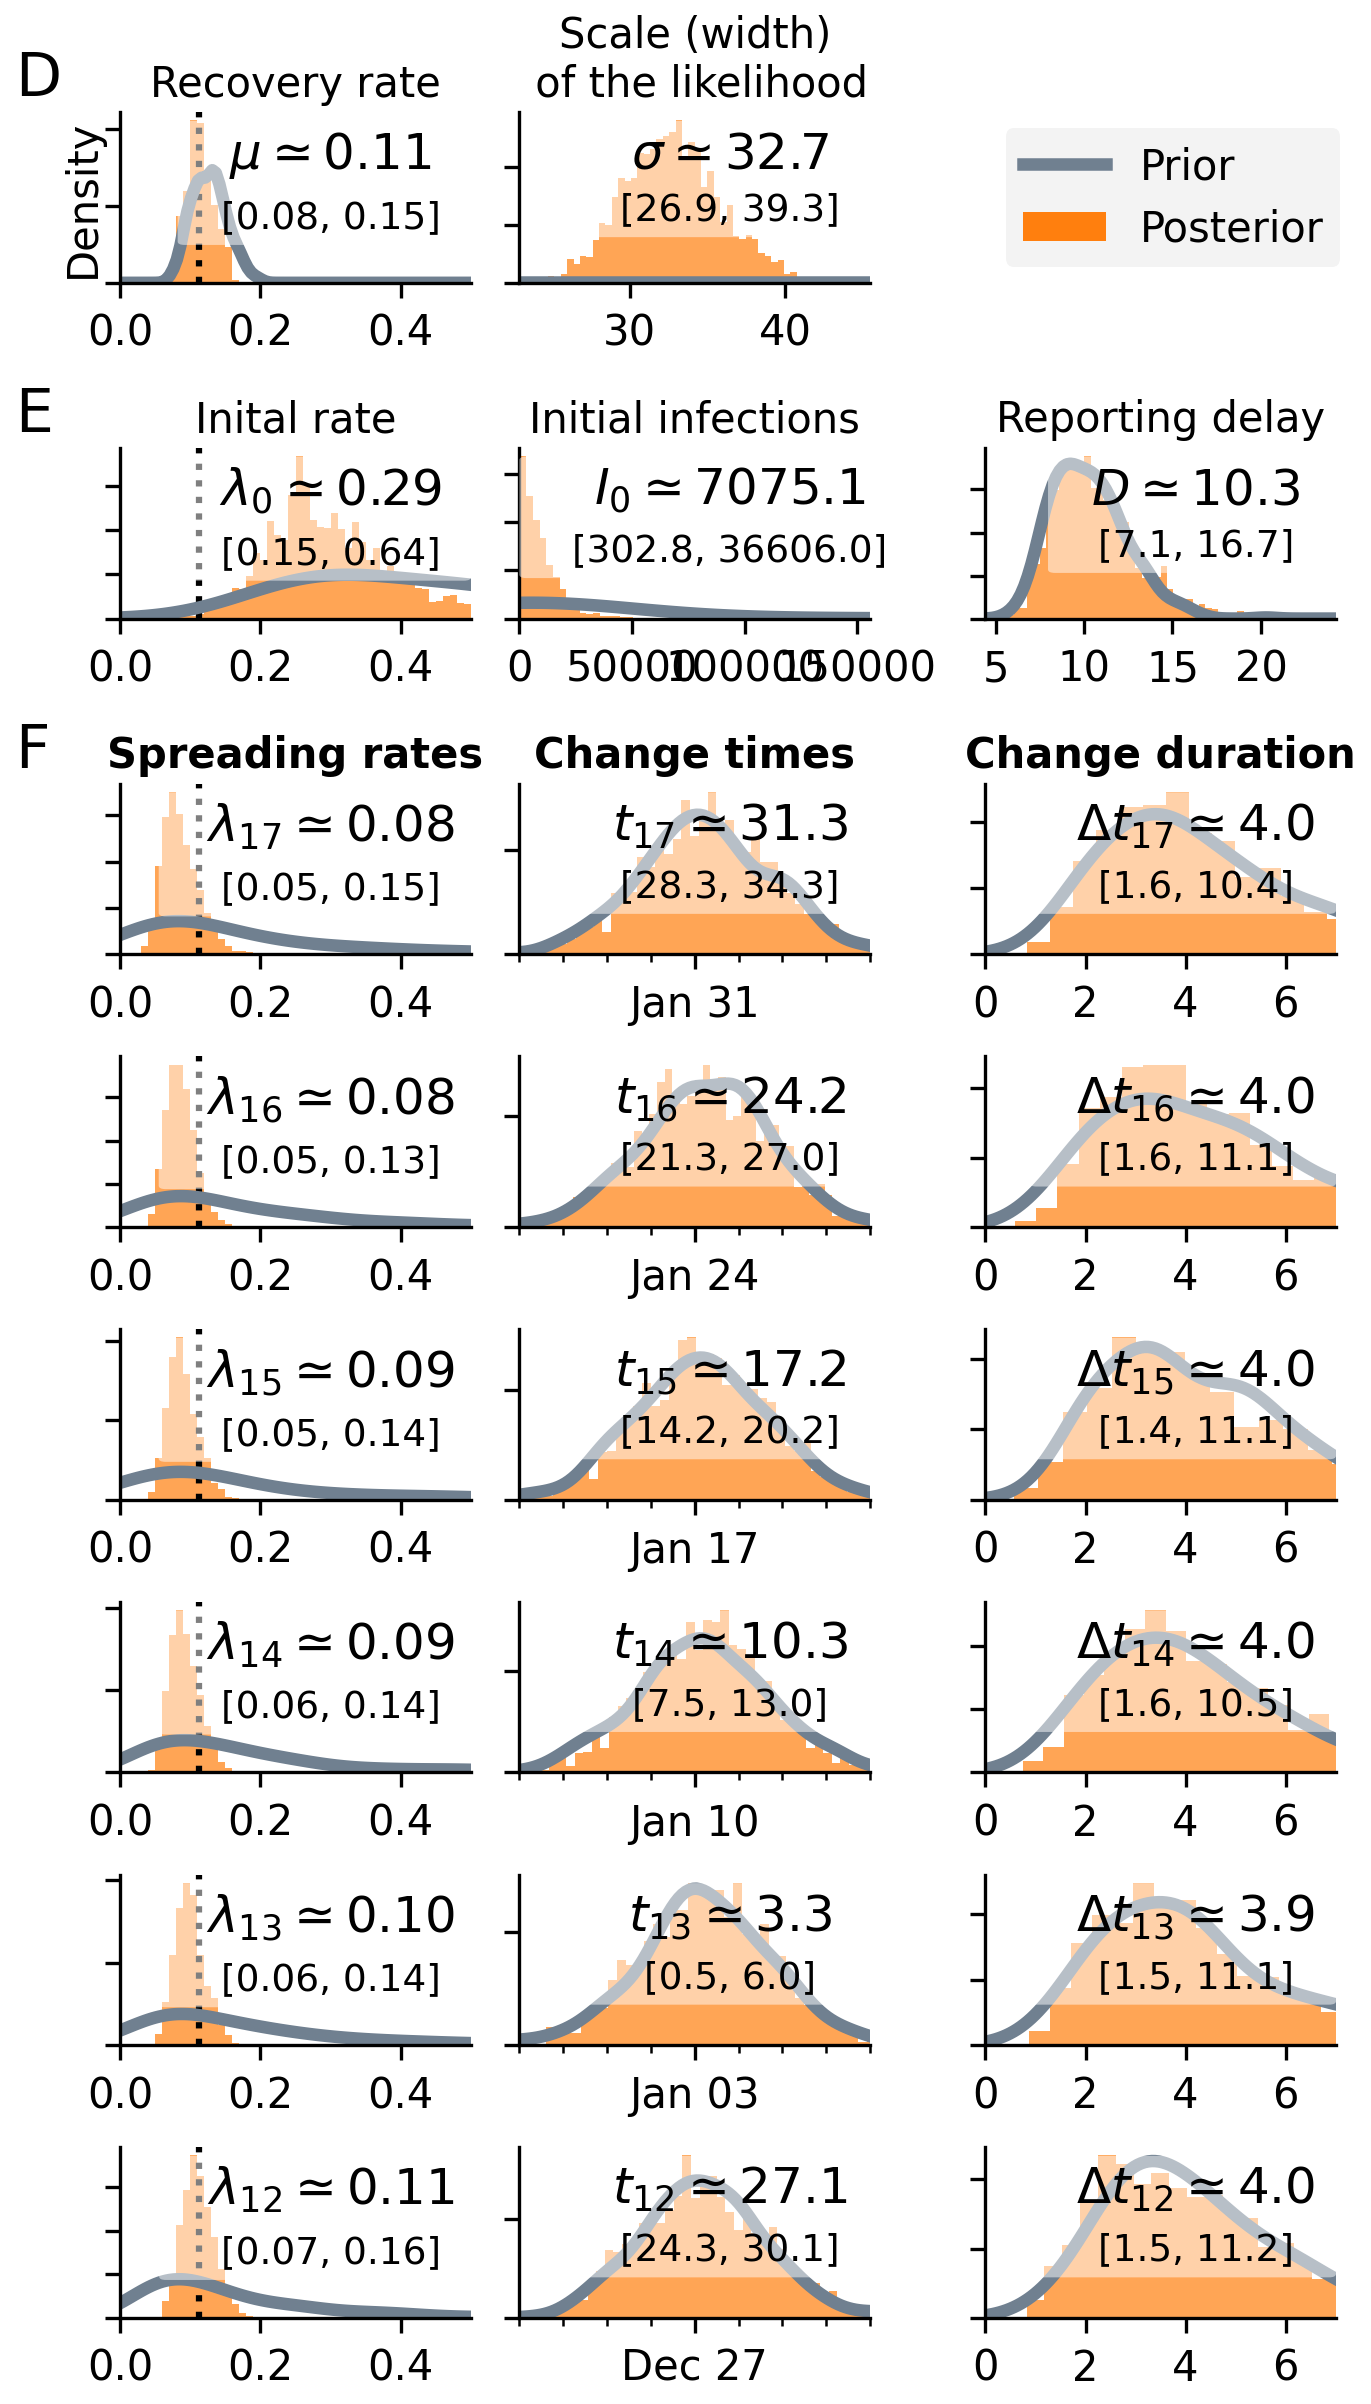 D
Recovery rate
Scale (width)
of the likelihood
Density
μ ≃ 0.11
[0.08, 0.15]
0.0 0.2 0.4
σ ≃ 32.7
[26.9, 39.3]
30 40
Prior
Posterior
E
Inital rate
λ0 ≃ 0.29
[0.15, 0.64]
0.0 0.2 0.4
Initial infections
I0 ≃ 7075.1
[302.8, 36606.0]
0 50000 100000 150000
Reporting delay
D ≃ 10.3
[7.1, 16.7]
5 10 15 20
F
Spreading rates
Change times
Change duration
λ17 ≃ 0.08
[0.05, 0.15]
0.0 0.2 0.4
t17 ≃ 31.3
[28.3, 34.3]
Jan 31
Δt17 ≃ 4.0
[1.6, 10.4]
0 2 4 6
λ16 ≃ 0.08
[0.05, 0.13]
0.0 0.2 0.4
t16 ≃ 24.2
[21.3, 27.0]
Jan 24
Δt16 ≃ 4.0
[1.6, 11.1]
0 2 4 6
λ15 ≃ 0.09
[0.05, 0.14]
0.0 0.2 0.4
t15 ≃ 17.2
[14.2, 20.2]
Jan 17
Δt15 ≃ 4.0
[1.4, 11.1]
0 2 4 6
λ14 ≃ 0.09
[0.06, 0.14]
0.0 0.2 0.4
t14 ≃ 10.3
[7.5, 13.0]
Jan 10
Δt14 ≃ 4.0
[1.6, 10.5]
0 2 4 6
λ13 ≃ 0.10
[0.06, 0.14]
0.0 0.2 0.4
t13 ≃ 3.3
[0.5, 6.0]
Jan 03
Δt13 ≃ 3.9
[1.5, 11.1]
0 2 4 6
λ12 ≃ 0.11
[0.07, 0.16]
0.0 0.2 0.4
t12 ≃ 27.1
[24.3, 30.1]
Dec 27
Δt12 ≃ 4.0
[1.5, 11.2]
0 2 4 6